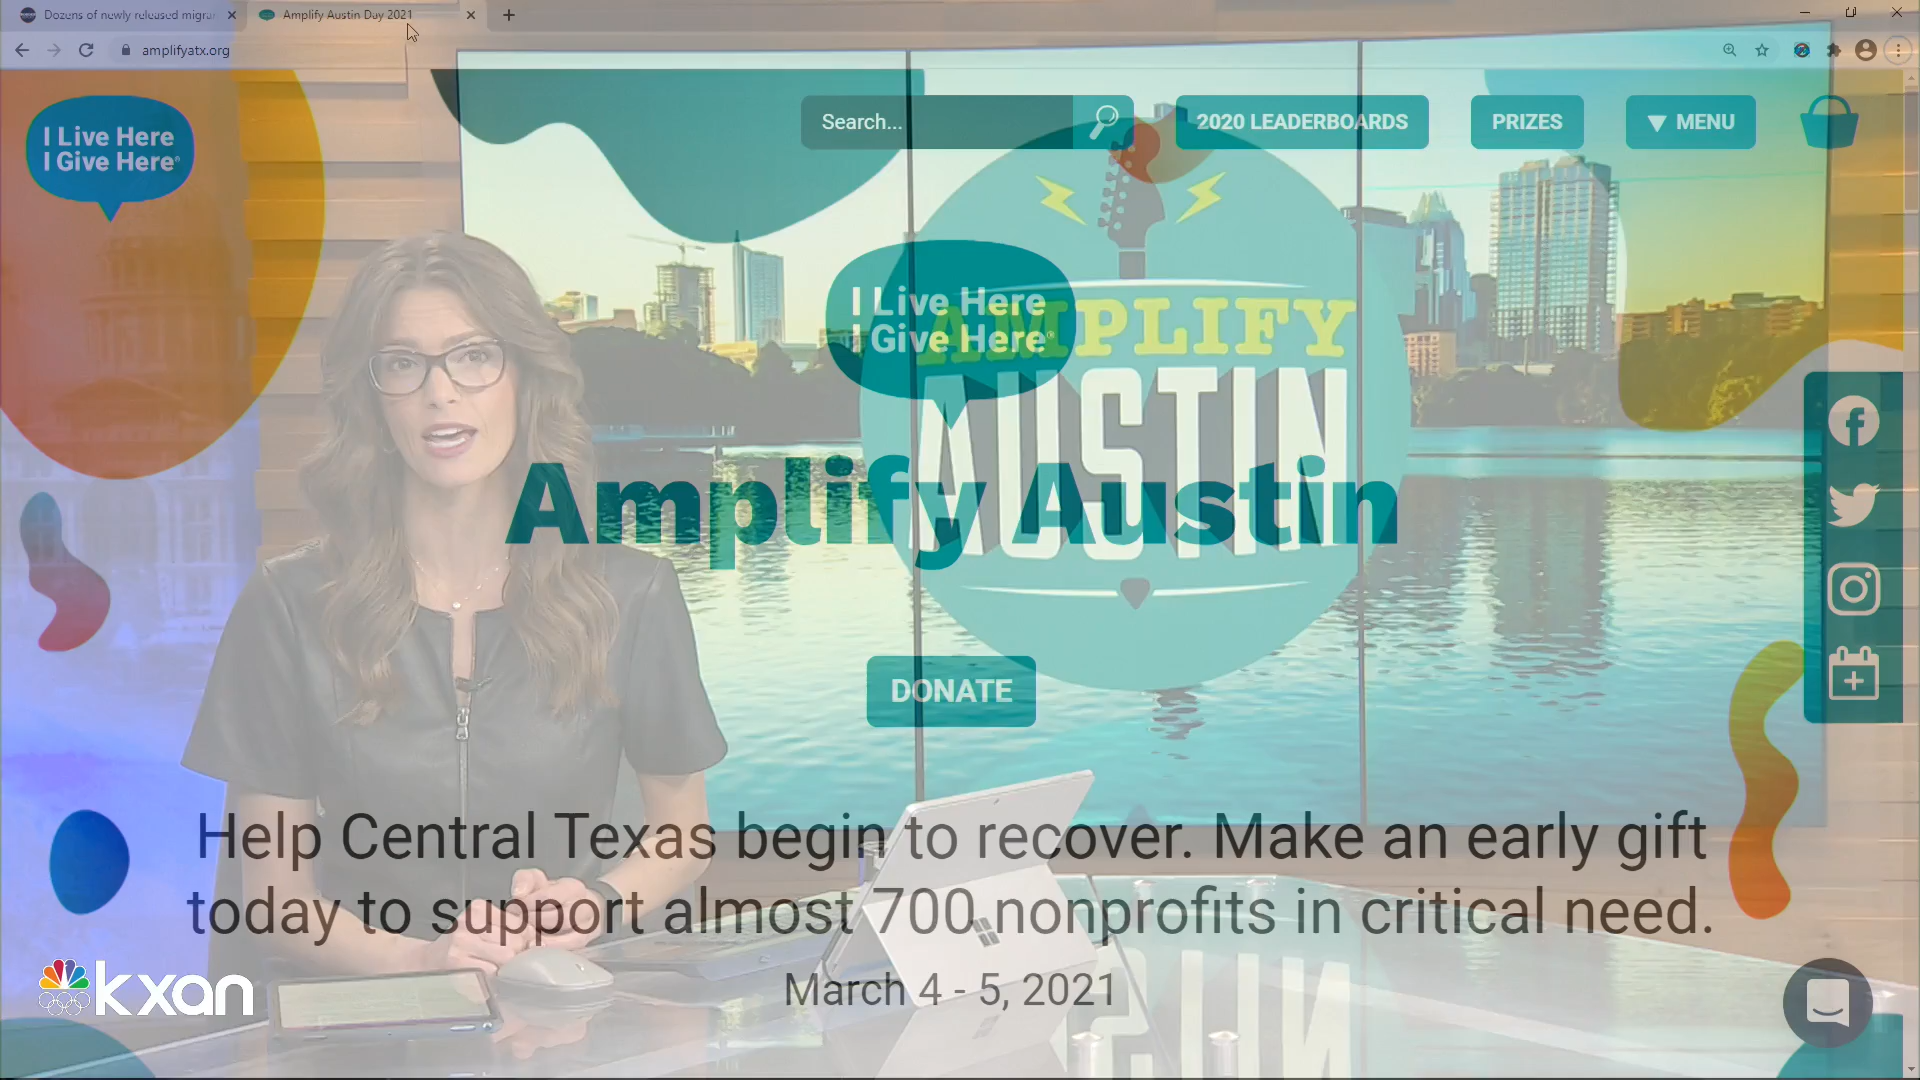 Dozens of newly released migra
Amplify Austin Day 2021
amplifyatx.org
I Live Here
I Give Here®
Search...
2020 LEADERBOARDS
PRIZES
MENU
I Live Here
I Give Here®
AMPLIFY
AUSTIN
Amplify Austin
DONATE
Help Central Texas begin to recover. Make an early gift
today to support almost 700 nonprofits in critical need.
March 4 - 5, 2021
kxan